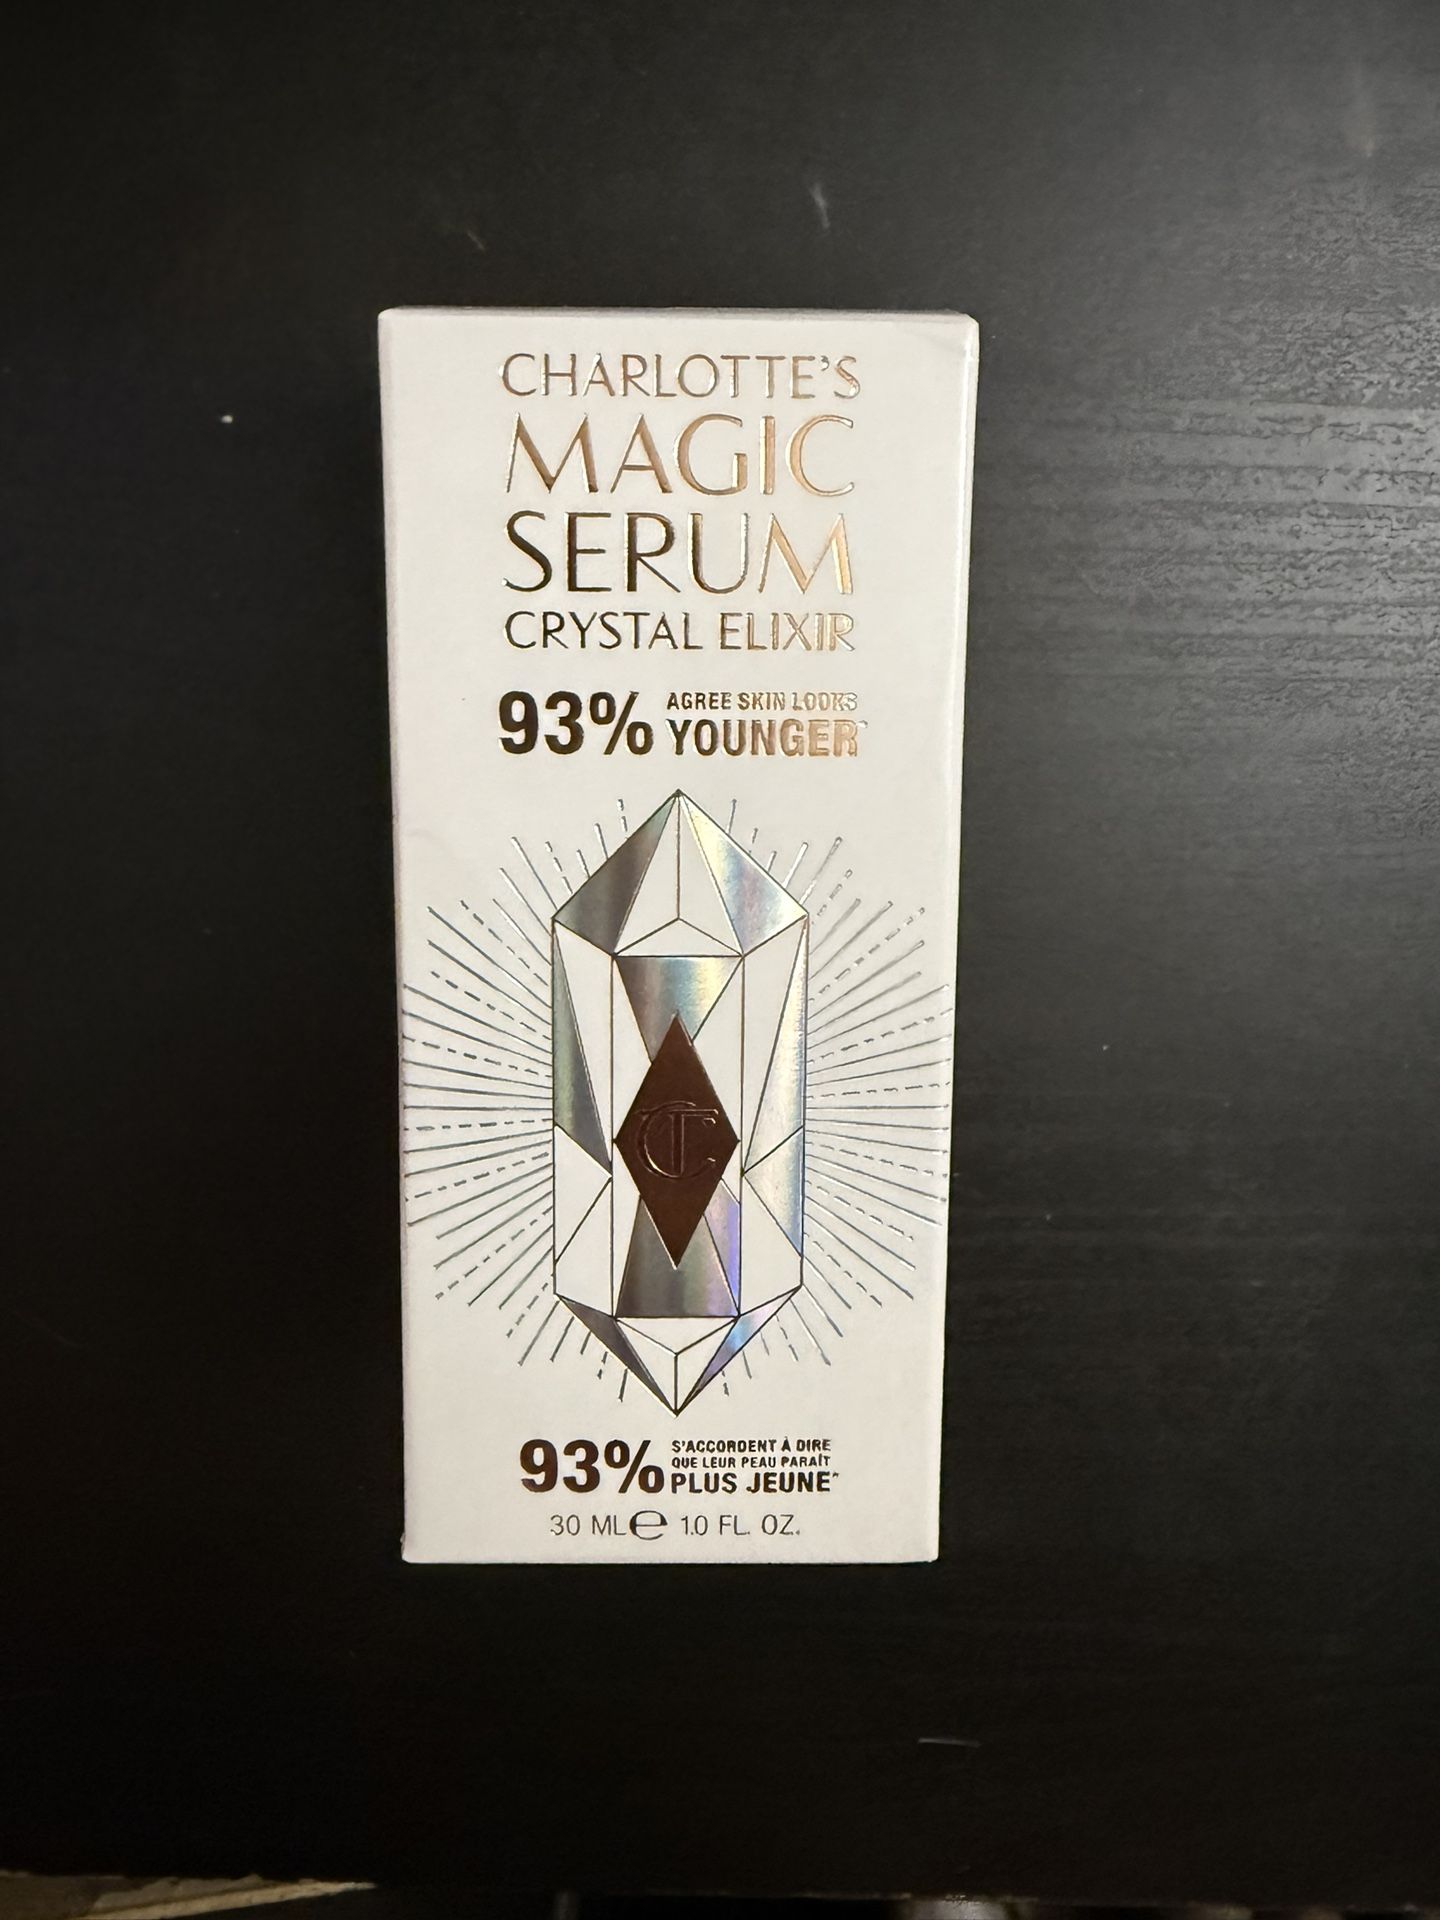 CHARLOTTE'S
MAGIC
SERUM
CRYSTAL ELIXIR
93% AGREE SKIN LOOKS
YOUNGER*
CT
93% S'ACCORDENT À DIRE
QUE LEUR PEAU PARAÎT
PLUS JEUNE*
30 ML ℮ 1.0 FL. OZ.